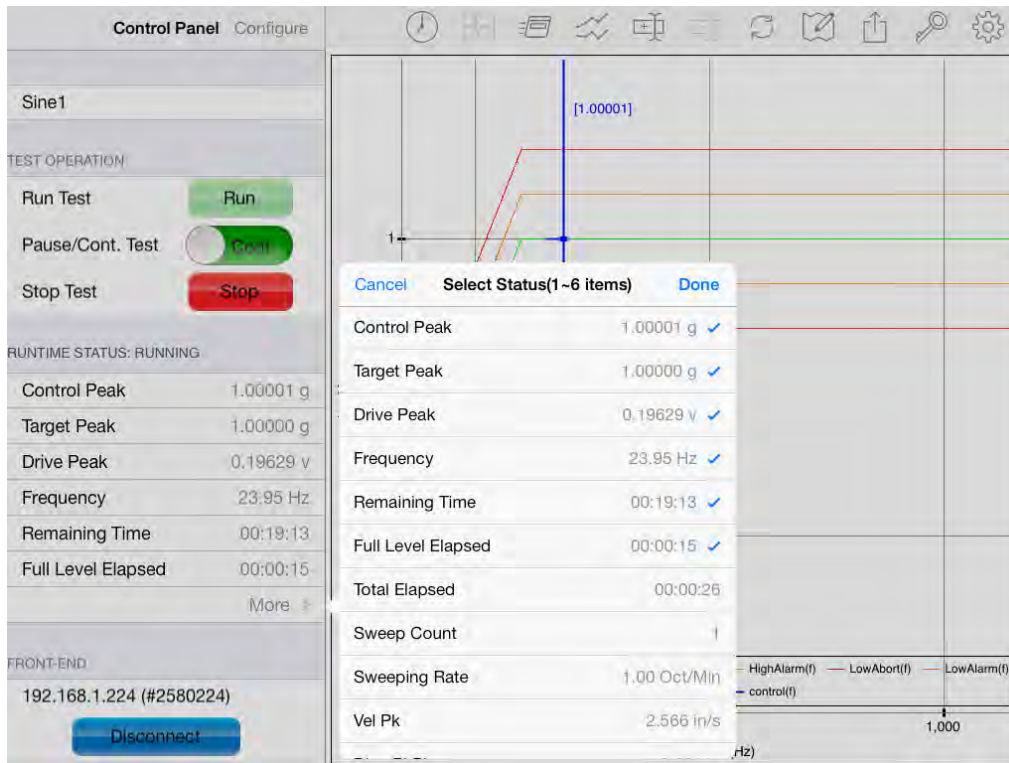 Control Panel Configure
Sine1
TEST OPERATION
Run Test Run
Pause/Cont. Test Cont
Stop Test Stop
RUNTIME STATUS: RUNNING
Control Peak 1.00001 g
Target Peak 1.00000 g
Drive Peak 0.19629 v
Frequency 23.95 Hz
Remaining Time 00:19:13
Full Level Elapsed 00:00:15
More
FRONT-END
192.168.1.224 (#2580224)
Disconnect
[1.00001]
1
Cancel Select Status(1~6 items) Done
Control Peak 1.00001 g
Target Peak 1.00000 g
Drive Peak 0.19629 v
Frequency 23.95 Hz
Remaining Time 00:19:13
Full Level Elapsed 00:00:15
Total Elapsed 00:00:26
Sweep Count 1
Sweeping Rate 1.00 Oct/Min
Vel Pk 2.566 in/s
HighAlarm(f) LowAbort(f) LowAlarm(f)
control(f)
1,000
(Hz)